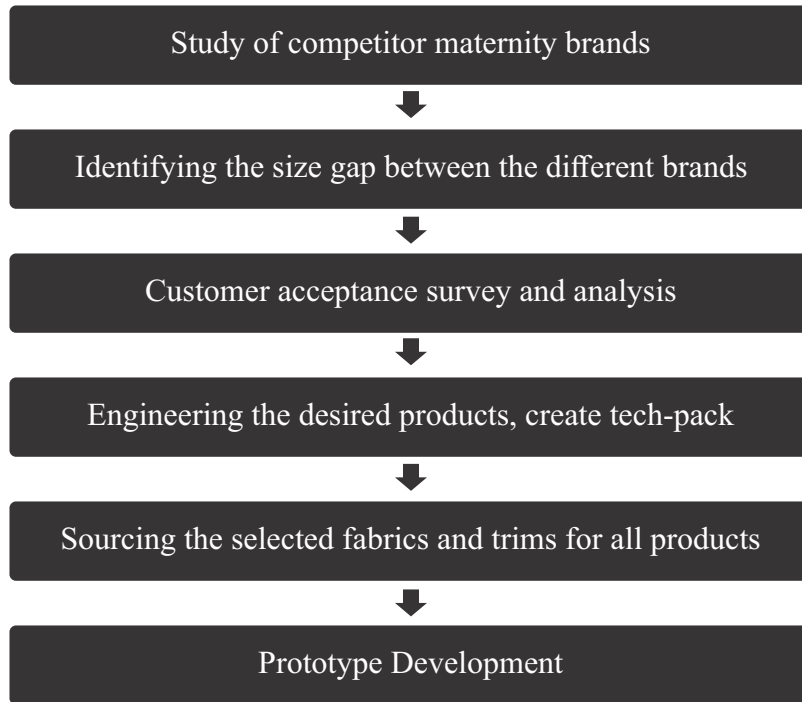 Study of competitor maternity brands
Identifying the size gap between the different brands
Customer acceptance survey and analysis
Engineering the desired products, create tech-pack
Sourcing the selected fabrics and trims for all products
Prototype Development